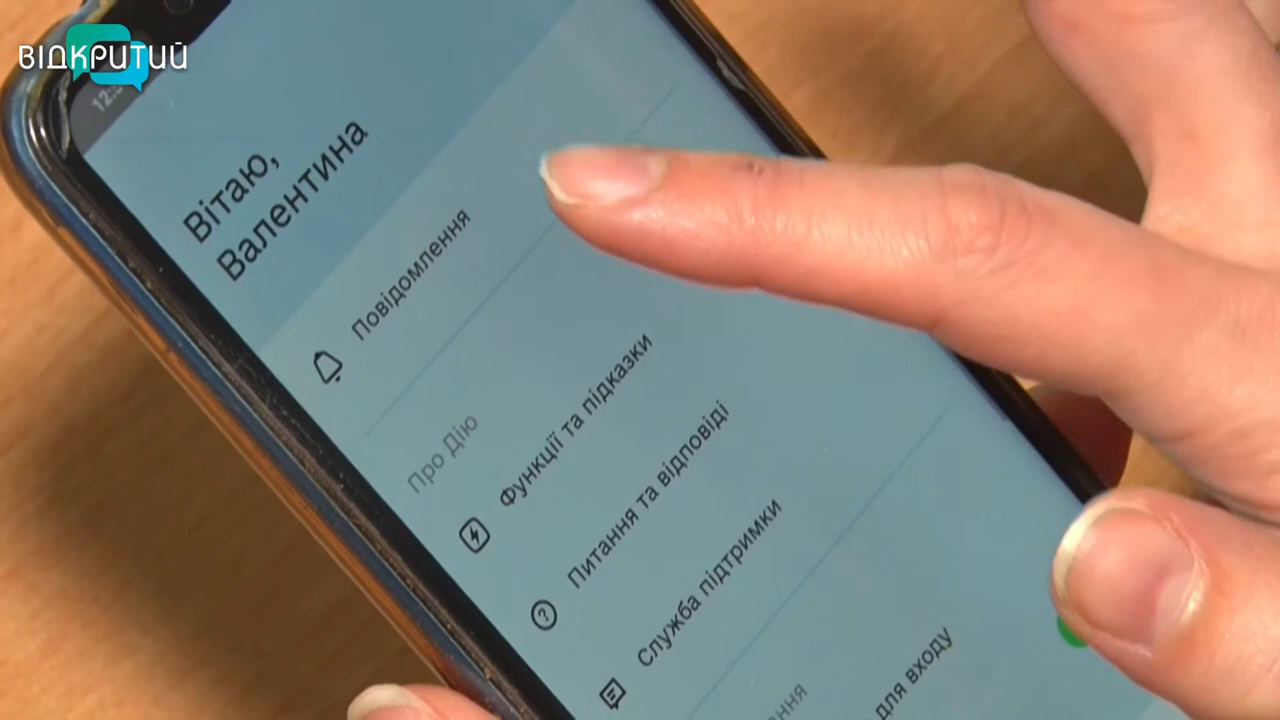 ВІДКРИТИЙ
Вітаю,
Валентина
Повідомлення
Про Дію
Функції та підказки
Питання та відповіді
Служба підтримки
для входу